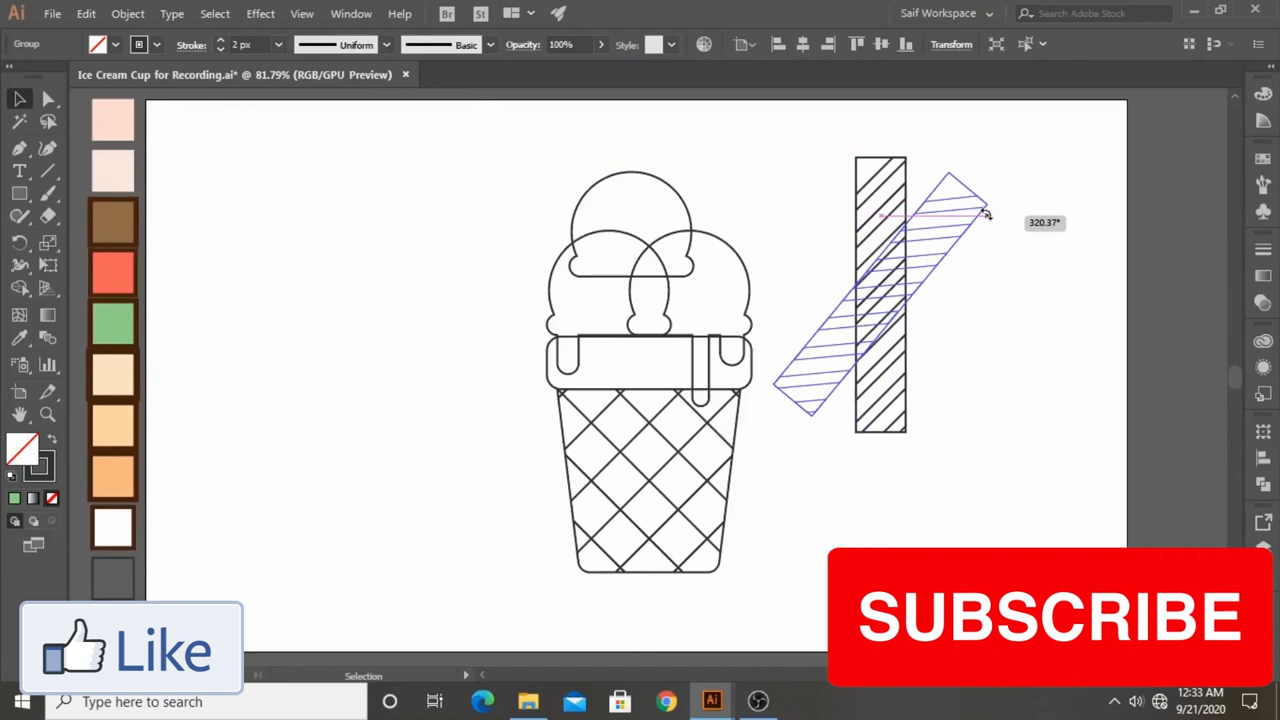 Ai File Edit Object Type Select Effect View Window Help Br St Saif Workspace Search Adobe Stock
Group Stroke: 2 px Uniform Basic Opacity: 100% Style: Transform
Ice Cream Cup for Recording.ai* @ 81.79% (RGB/GPU Preview) ×
320.37°
Like
SUBSCRIBE
Selection
Type here to search
Ai
12:33 AM
9/21/2020